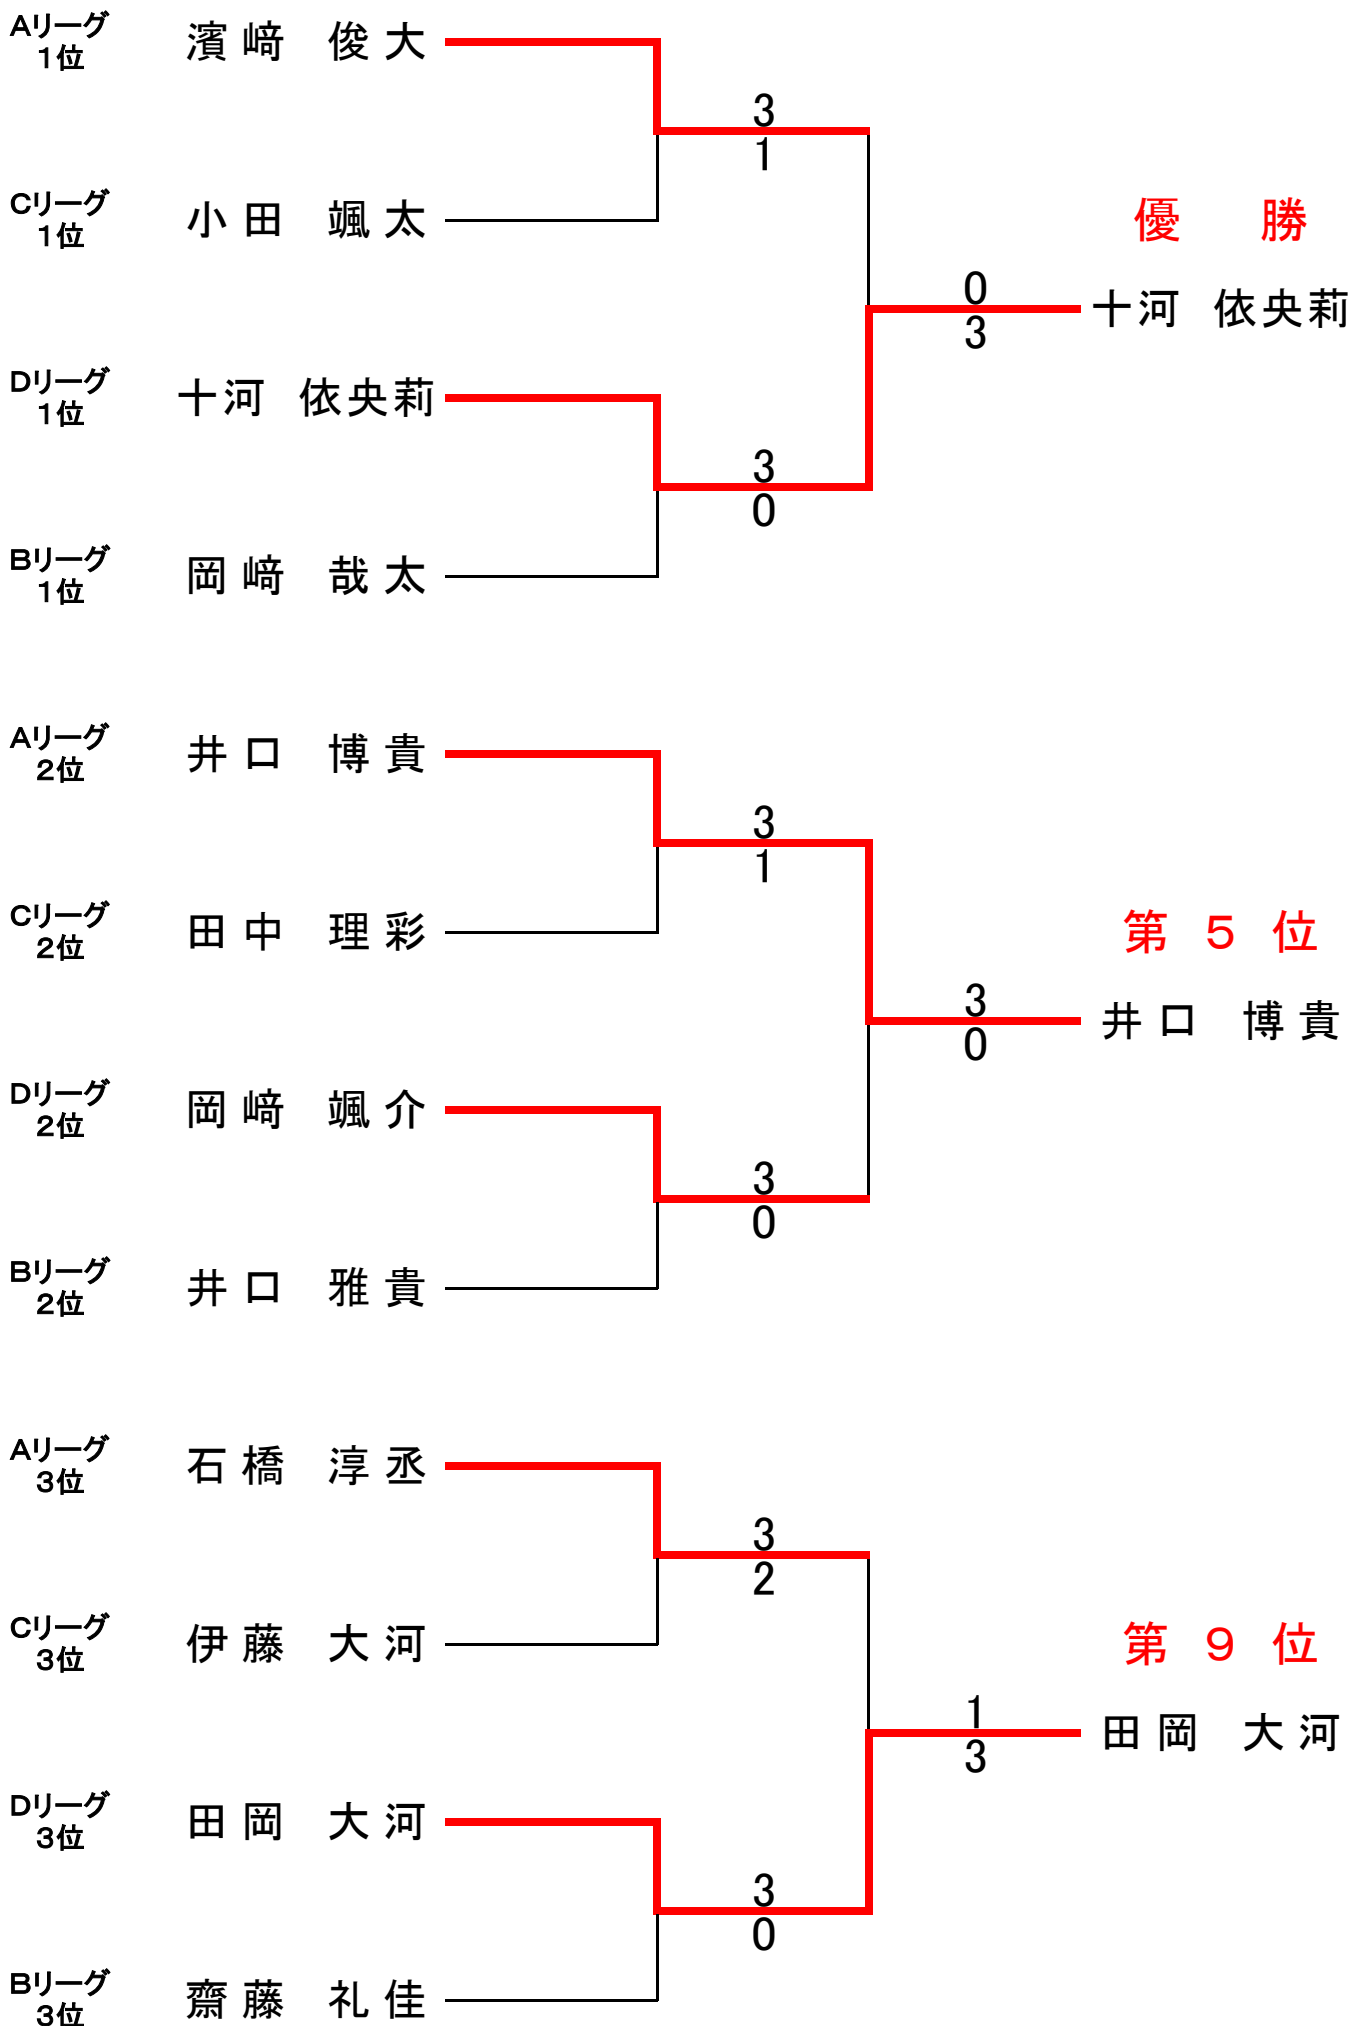 Aリーグ
1位
濱﨑 俊大
3
1
Cリーグ
1位
小田 颯太
優 勝
0
3
十河 依央莉
Dリーグ
1位
十河 依央莉
3
0
Bリーグ
1位
岡﨑 哉太
Aリーグ
2位
井口 博貴
3
1
Cリーグ
2位
田中 理彩
第 5 位
3
0
井口 博貴
Dリーグ
2位
岡﨑 颯介
3
0
Bリーグ
2位
井口 雅貴
Aリーグ
3位
石橋 淳丞
3
2
Cリーグ
3位
伊藤 大河
第 9 位
1
3
田岡 大河
Dリーグ
3位
田岡 大河
3
0
Bリーグ
3位
齋藤 礼佳